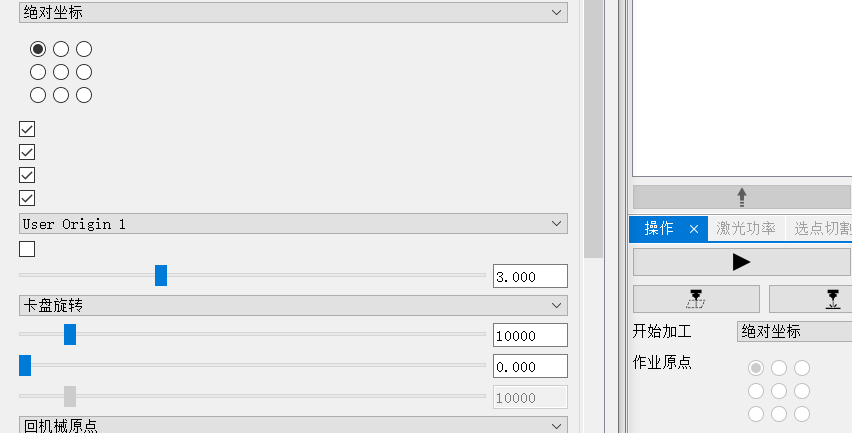 绝对坐标
User Origin 1
3.000
卡盘旋转
10000
0.000
10000
回机械原点
操作 × 激光功率 选点切割
开始加工 绝对坐标
作业原点